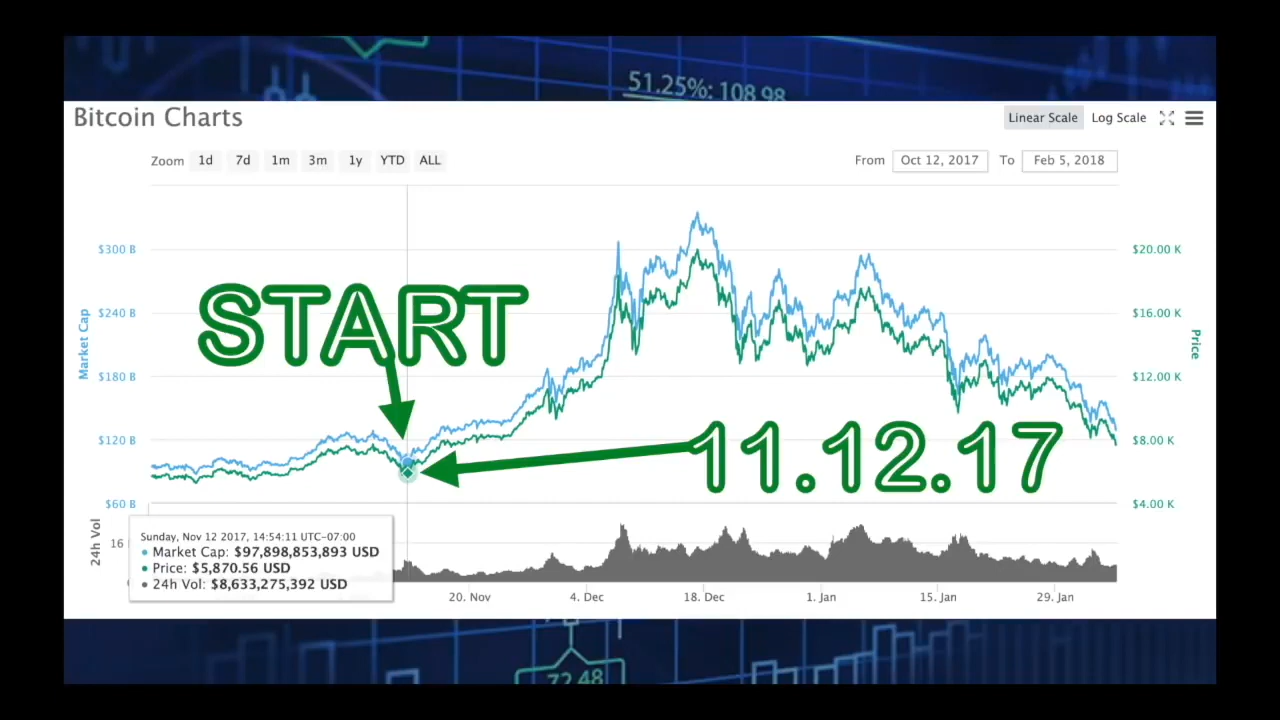 51.25%: 108.98
Bitcoin Charts
Linear Scale Log Scale
Zoom 1d 7d 1m 3m 1y YTD ALL
From Oct 12, 2017 To Feb 5, 2018
$300 B
$240 B
$180 B
$120 B
$60 B
Market Cap
$20.00 K
$16.00 K
$12.00 K
$8.00 K
$4.00 K
Price
START
11.12.17
24h Vol
16
Sunday, Nov 12 2017, 14:54:11 UTC-07:00
Market Cap: $97,898,853,893 USD
Price: $5,870.56 USD
24h Vol: $8,633,275,392 USD
20. Nov 4. Dec 18. Dec 1. Jan 15. Jan 29. Jan
72.48